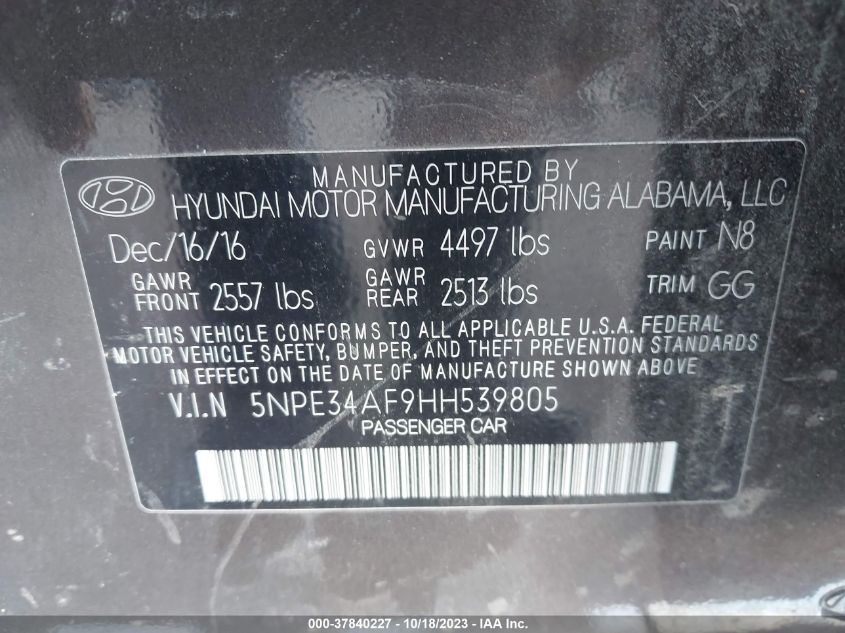 MANUFACTURED BY
HYUNDAI MOTOR MANUFACTURING ALABAMA, LLC
Dec/16/16 GVWR 4497 lbs PAINT N8
GAWR FRONT 2557 lbs GAWR REAR 2513 lbs TRIM GG
THIS VEHICLE CONFORMS TO ALL APPLICABLE U.S.A. FEDERAL
MOTOR VEHICLE SAFETY, BUMPER, AND THEFT PREVENTION STANDARDS
IN EFFECT ON THE DATE OF MANUFACTURE SHOWN ABOVE
V.I.N 5NPE34AF9HH539805
PASSENGER CAR
000-37840227 - 10/18/2023 - IAA Inc.